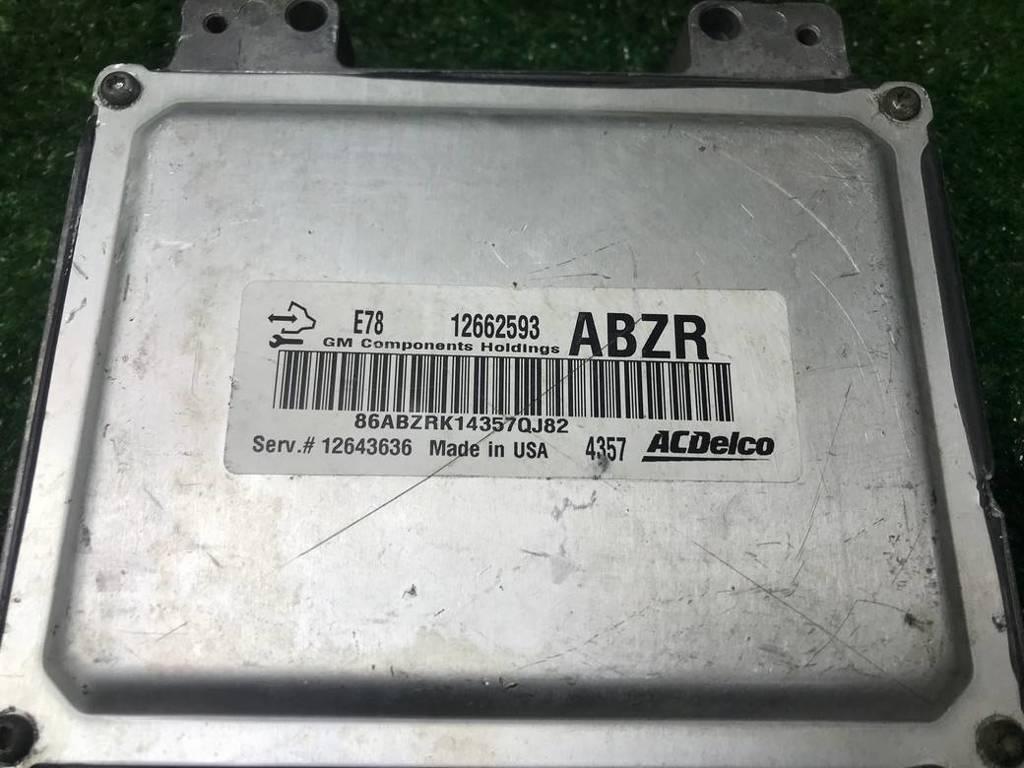 E78 12662593 ABZR
GM Components Holdings
86ABZRK14357QJ82
Serv.# 12643636 Made in USA 4357 ACDelco